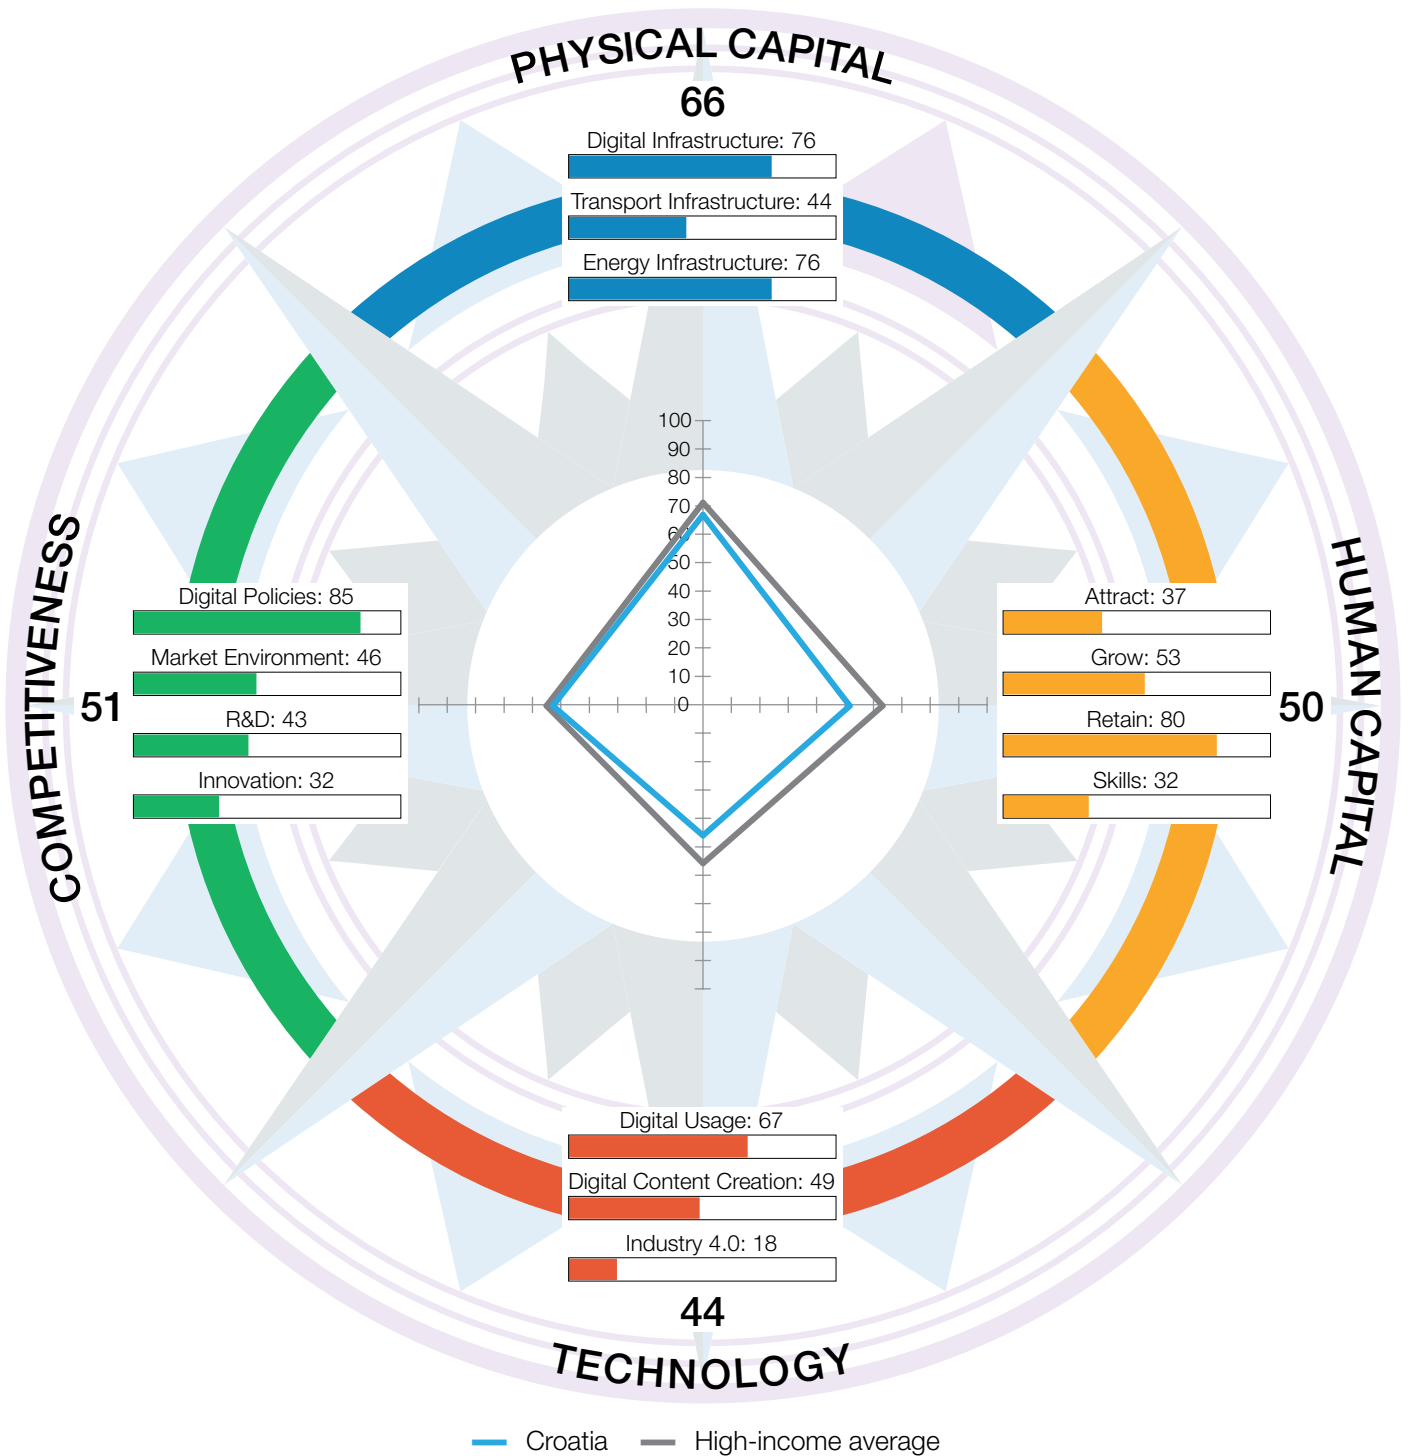 PHYSICAL CAPITAL
66
Digital Infrastructure: 76
Transport Infrastructure: 44
Energy Infrastructure: 76
100
90
80
70
60
50
40
30
20
10
0
COMPETITIVENESS
51
Digital Policies: 85
Market Environment: 46
R&D: 43
Innovation: 32
HUMAN CAPITAL
50
Attract: 37
Grow: 53
Retain: 80
Skills: 32
Digital Usage: 67
Digital Content Creation: 49
Industry 4.0: 18
44
TECHNOLOGY
Croatia
High-income average